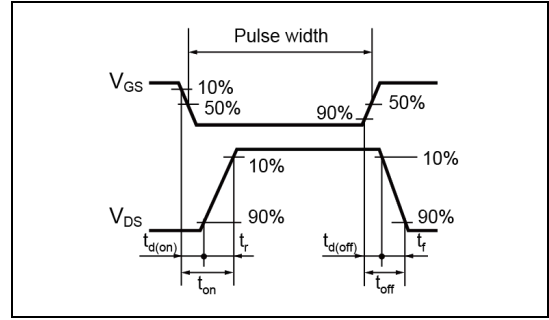 Pulse width
VGS
10%
50%
90%
50%
10%
10%
VDS
90%
90%
td(on)
tr
td(off)
tf
ton
toff